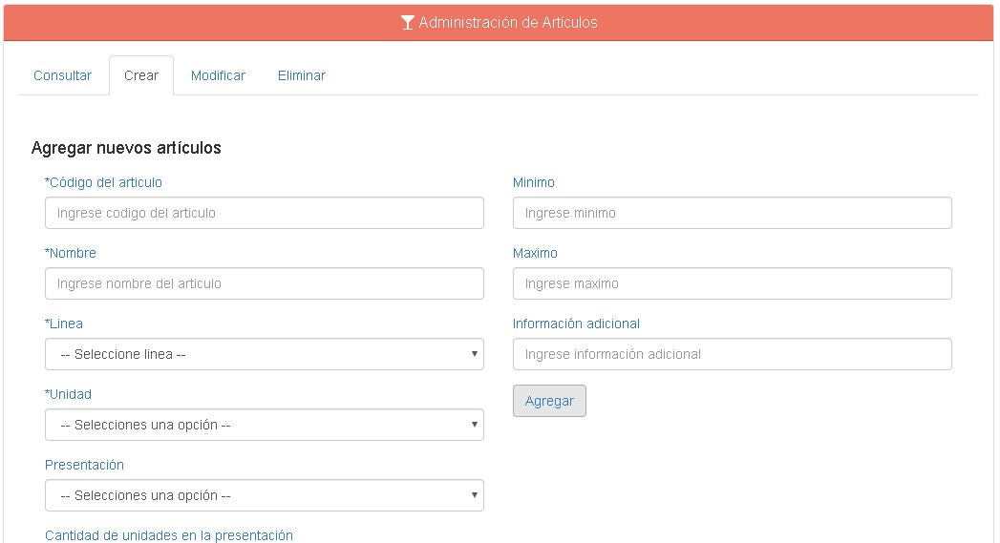 Administración de Artículos
Consultar Crear Modificar Eliminar
Agregar nuevos artículos
*Código del articulo
Ingrese codigo del articulo
*Nombre
Ingrese nombre del articulo
*Linea
-- Seleccione linea --
*Unidad
-- Selecciones una opción --
Presentación
-- Selecciones una opción --
Cantidad de unidades en la presentación
Minimo
Ingrese minimo
Maximo
Ingrese maximo
Información adicional
Ingrese información adicional
Agregar